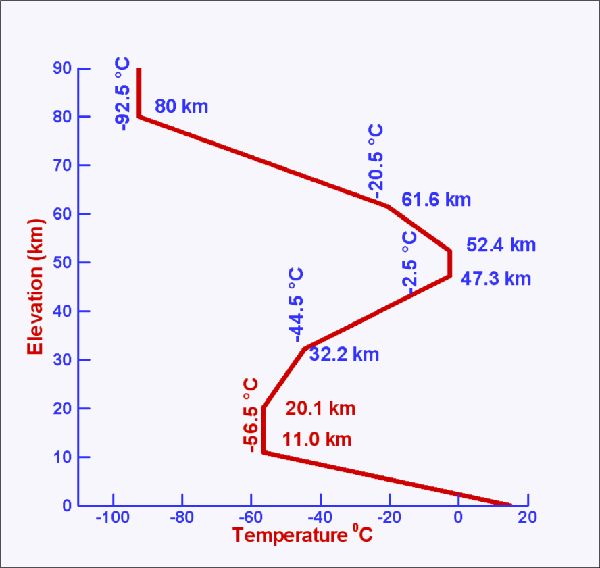 90
-92.5 °C
80
80 km
-20.5 °C
70
61.6 km
60
52.4 km
-2.5 °C
50
47.3 km
Elevation (km)
40
-44.5 °C
32.2 km
30
-56.5 °C
20
20.1 km
11.0 km
10
0
-100 -80 -60 -40 -20 0 20
Temperature ⁰C